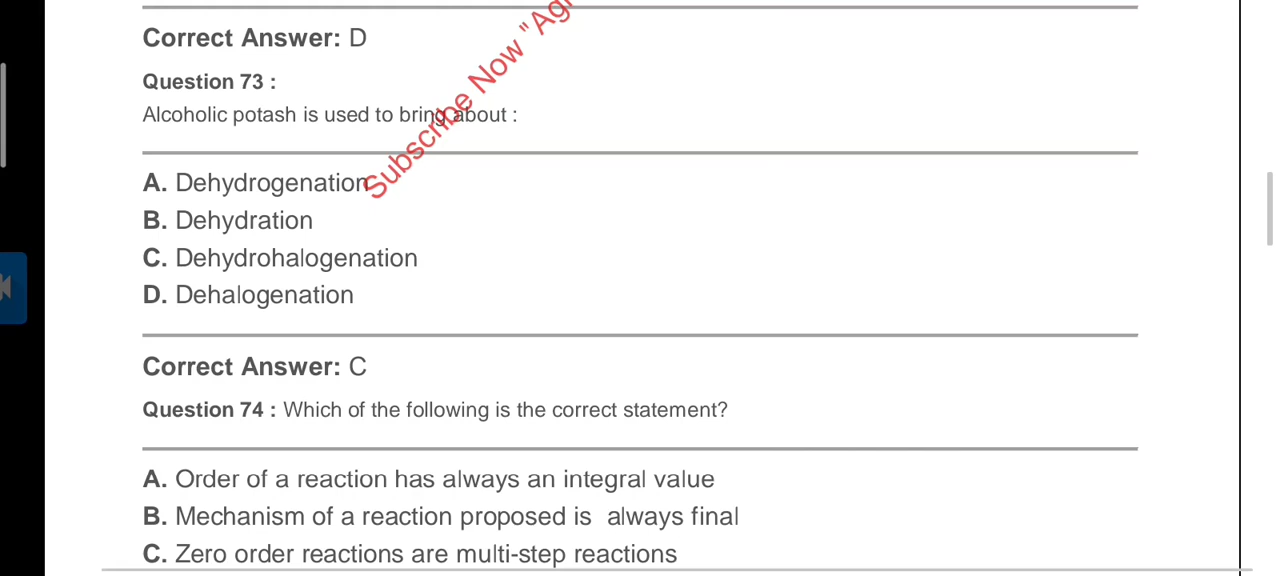 Correct Answer: D
Question 73 :
Alcoholic potash is used to bring about :
Subscribe Now "Agri
A. Dehydrogenation
B. Dehydration
C. Dehydrohalogenation
D. Dehalogenation
Correct Answer: C
Question 74 : Which of the following is the correct statement?
A. Order of a reaction has always an integral value
B. Mechanism of a reaction proposed is always final
C. Zero order reactions are multi-step reactions